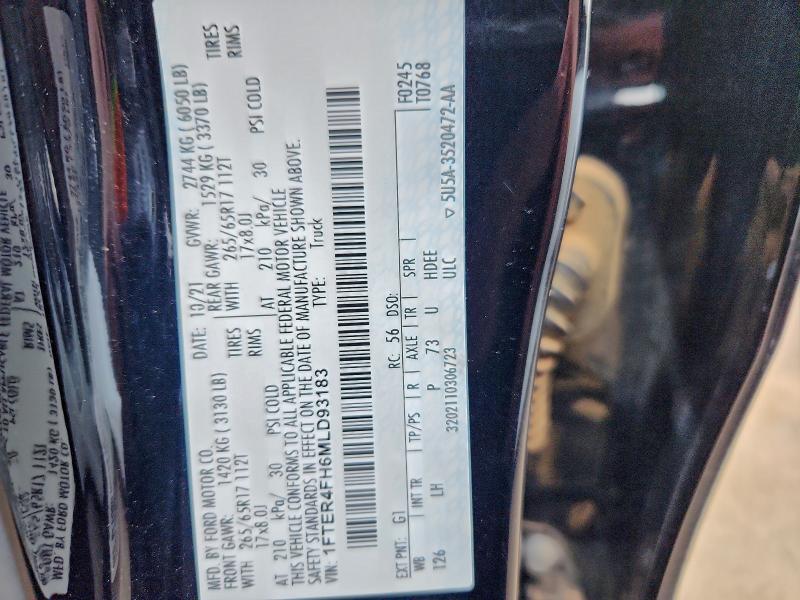 MFD. BY FORD MOTOR CO.
DATE: 10/21 GVWR: 2744 KG ( 6050 LB)
FRONT GAWR: 1420 KG ( 3130 LB) REAR GAWR: 1529 KG ( 3370 LB)
WITH 265/65R17 112T TIRES WITH 265/65R17 112T TIRES
17x8.0J RIMS 17x8.0J RIMS
AT 210 kPa/ 30 PSI COLD AT 210 kPa/ 30 PSI COLD
THIS VEHICLE CONFORMS TO ALL APPLICABLE FEDERAL MOTOR VEHICLE
SAFETY STANDARDS IN EFFECT ON THE DATE OF MANUFACTURE SHOWN ABOVE.
VIN: 1FTER4FH6MLD93183 TYPE: Truck
F0245
T0768
EXT PNT: G1 RC: 56 DSO:
WB INT TR TP/PS R AXLE TR SPR
126 LH P 73 U HDEE
3202110306723 ULC ▽ 5U5A-3520472-AA